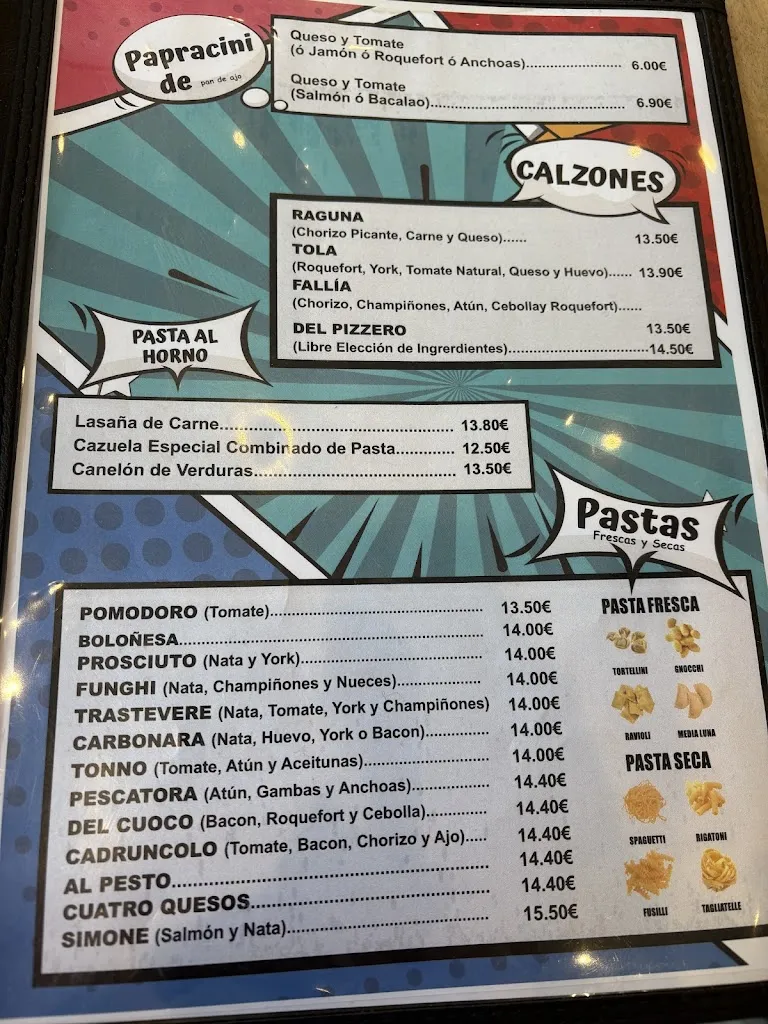 Papracini
de pan de ajo
Queso y Tomate
(ó Jamón ó Roquefort ó Anchoas)........................ 6.00€
Queso y Tomate
(Salmón ó Bacalao)................................................ 6.90€
CALZONES
RAGUNA
(Chorizo Picante, Carne y Queso)...... 13.50€
TOLA
(Roquefort, York, Tomate Natural, Queso y Huevo)...... 13.90€
FALLÍA
(Chorizo, Champiñones, Atún, Cebollay Roquefort)......
13.50€
DEL PIZZERO
(Libre Elección de Ingrerdientes)...................................14.50€
PASTA AL
HORNO
Lasaña de Carne.................................................. 13.80€
Cazuela Especial Combinado de Pasta............. 12.50€
Canelón de Verduras............................................ 13.50€
Pastas
Frescas y Secas
POMODORO (Tomate)............................................... 13.50€
BOLOÑESA.................................................................. 14.00€
PROSCIUTO (Nata y York)........................................ 14.00€
FUNGHI (Nata, Champiñones y Nueces)................... 14.00€
TRASTEVERE (Nata, Tomate, York y Champiñones) 14.00€
CARBONARA (Nata, Huevo, York o Bacon).............. 14.00€
TONNO (Tomate, Atún y Aceitunas)........................... 14.00€
PESCATORA (Atún, Gambas y Anchoas)................. 14.40€
DEL CUOCO (Bacon, Roquefort y Cebolla).............. 14.40€
CADRUNCOLO (Tomate, Bacon, Chorizo y Ajo)..... 14.40€
AL PESTO..................................................................... 14.40€
CUATRO QUESOS...................................................... 14.40€
SIMONE (Salmón y Nata)............................................. 15.50€
PASTA FRESCA
TORTELLINI GNOCCHI
RAVIOLI MEDIA LUNA
PASTA SECA
SPAGUETTI RIGATONI
FUSILLI TAGLIATELLE